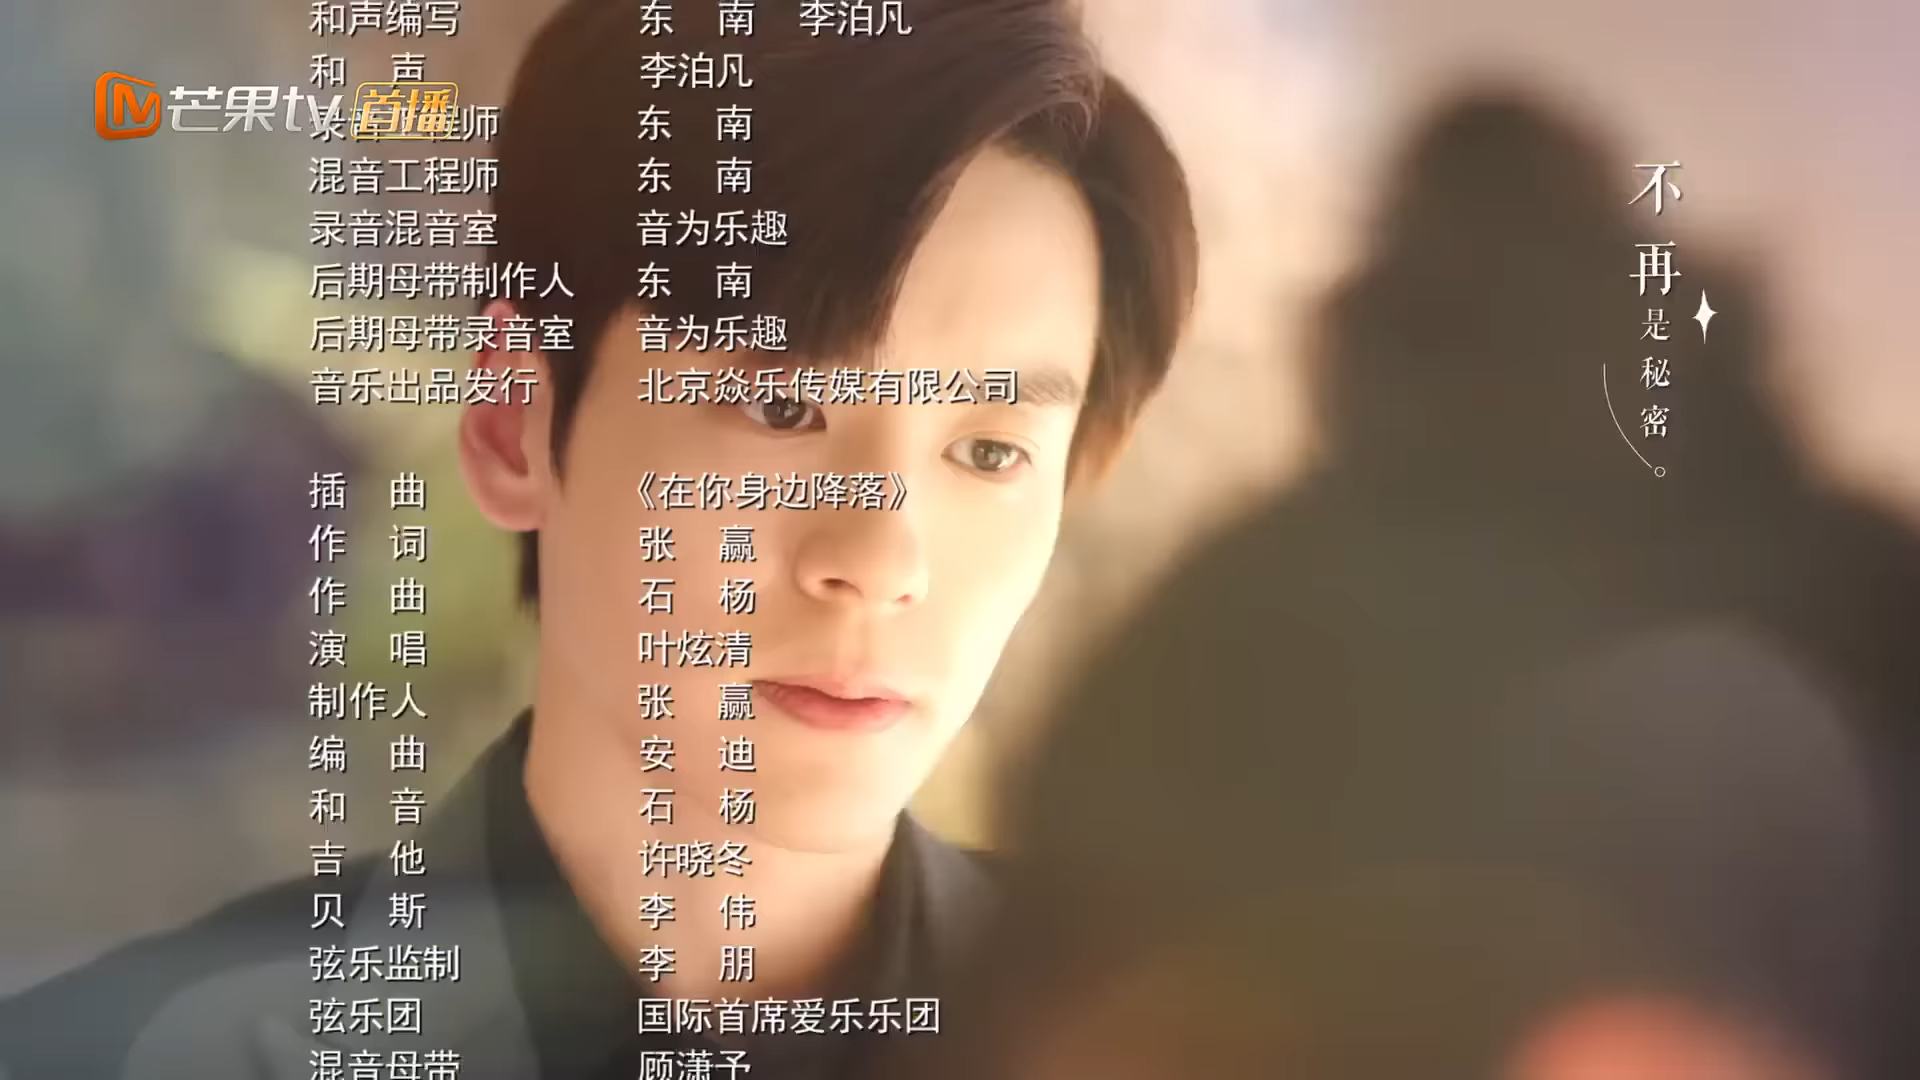 和声编写 东 南 李泊凡
和 声 李泊凡
芒果tv 首播
录音工程师 东 南
混音工程师 东 南
录音混音室 音为乐趣
后期母带制作人 东 南
后期母带录音室 音为乐趣
音乐出品发行 北京焱乐传媒有限公司
插 曲 《在你身边降落》
作 词 张 赢
作 曲 石 杨
演 唱 叶炫清
制作人 张 赢
编 曲 安 迪
和 音 石 杨
吉 他 许晓冬
贝 斯 李 伟
弦乐监制 李 朋
弦乐团 国际首席爱乐乐团
混音母带 顾潇予
不再是秘密。